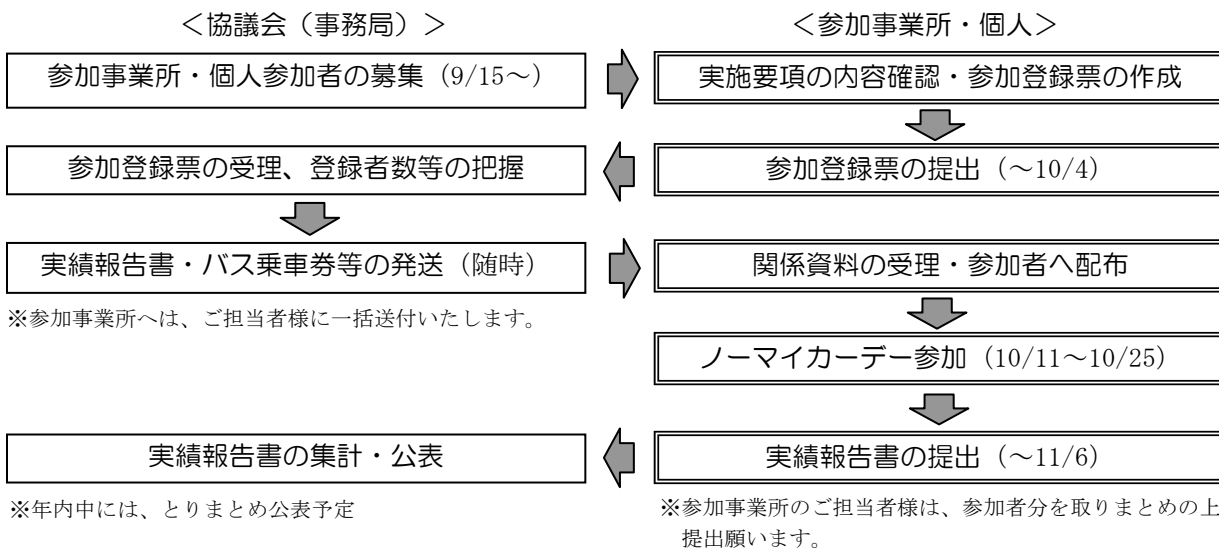 ＜協議会（事務局）＞
＜参加事業所・個人＞
参加事業所・個人参加者の募集（9/15～）
実施要項の内容確認・参加登録票の作成
参加登録票の受理、登録者数等の把握
参加登録票の提出（～10/4）
実績報告書・バス乗車券等の発送（随時）
関係資料の受理・参加者へ配布
※参加事業所へは、ご担当者様に一括送付いたします。
ノーマイカーデー参加（10/11～10/25）
実績報告書の集計・公表
実績報告書の提出（～11/6）
※年内中には、とりまとめ公表予定
※参加事業所のご担当者様は、参加者分を取りまとめの上
提出願います。